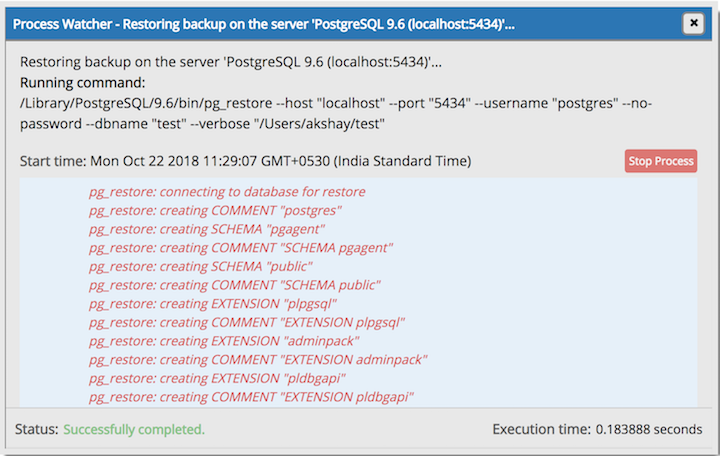 Process Watcher - Restoring backup on the server 'PostgreSQL 9.6 (localhost:5434)'...
Restoring backup on the server 'PostgreSQL 9.6 (localhost:5434)'...
Running command:
/Library/PostgreSQL/9.6/bin/pg_restore --host "localhost" --port "5434" --username "postgres" --no-
password --dbname "test" --verbose "/Users/akshay/test"
Start time: Mon Oct 22 2018 11:29:07 GMT+0530 (India Standard Time) Stop Process
pg_restore: connecting to database for restore
pg_restore: creating COMMENT "postgres"
pg_restore: creating SCHEMA "pgagent"
pg_restore: creating COMMENT "SCHEMA pgagent"
pg_restore: creating SCHEMA "public"
pg_restore: creating COMMENT "SCHEMA public"
pg_restore: creating EXTENSION "plpgsql"
pg_restore: creating COMMENT "EXTENSION plpgsql"
pg_restore: creating EXTENSION "adminpack"
pg_restore: creating COMMENT "EXTENSION adminpack"
pg_restore: creating EXTENSION "pldbgapi"
pg_restore: creating COMMENT "EXTENSION pldbgapi"
Status: Successfully completed. Execution time: 0.183888 seconds